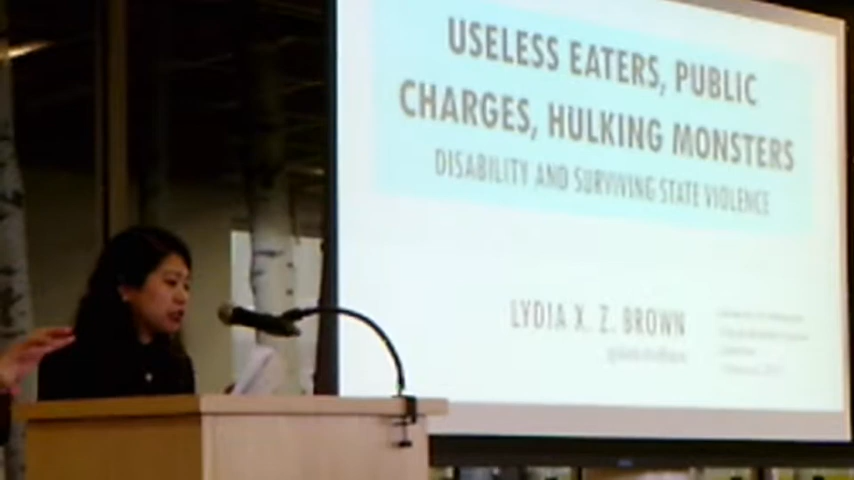 USELESS EATERS, PUBLIC
CHARGES, HULKING MONSTERS
DISABILITY AND SURVIVING STATE VIOLENCE
LYDIA X. Z. BROWN